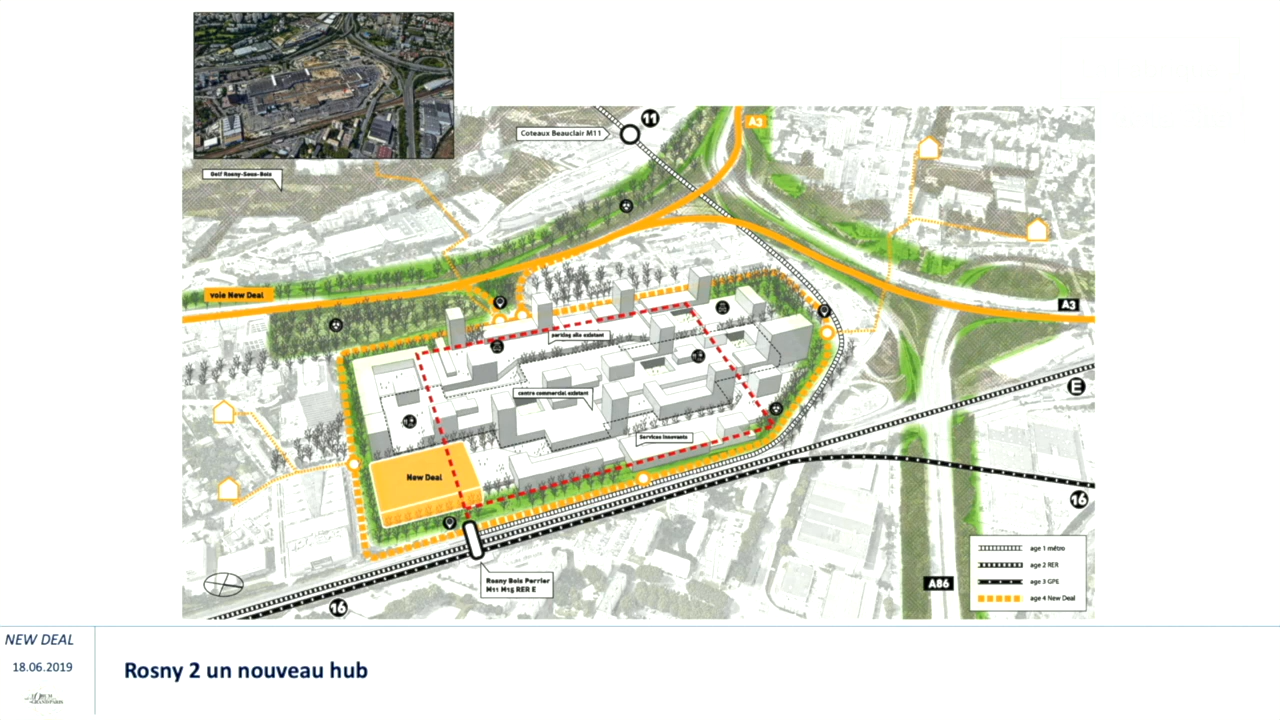 11
A3
Coteaux Beauclair M11
Golf Rosny-Sous-Bois
voie New Deal
A3
parking silo existant
centre commercial existant
E
Services innovants
New Deal
16
age 1 métro
age 2 RER
age 3 GPE
age 4 New Deal
Rosny Bois Perrier
M11 M15 RER E
A86
16
NEW DEAL
18.06.2019
Rosny 2 un nouveau hub